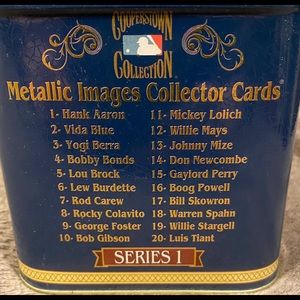 COOPERSTOWN
COLLECTION
Metallic Images Collector Cards
1- Hank Aaron
2- Vida Blue
3- Yogi Berra
4- Bobby Bonds
5- Lou Brock
6- Lew Burdette
7- Rod Carew
8- Rocky Colavito
9- George Foster
10- Bob Gibson
11- Mickey Lolich
12- Willie Mays
13- Johnny Mize
14- Don Newcombe
15- Gaylord Perry
16- Boog Powell
17- Bill Skowron
18- Warren Spahn
19- Willie Stargell
20- Luis Tiant
SERIES 1